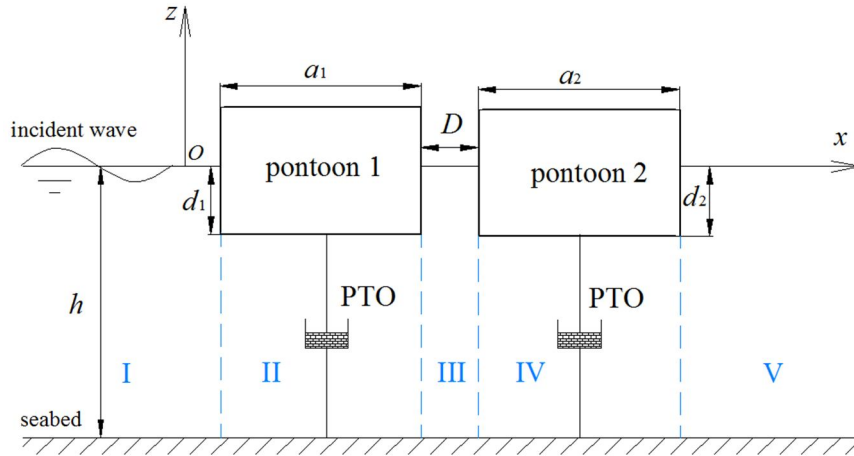 z
a1
a2
incident wave
D
x
o
pontoon 1
pontoon 2
d1
d2
PTO
PTO
h
I
II
III
IV
V
seabed